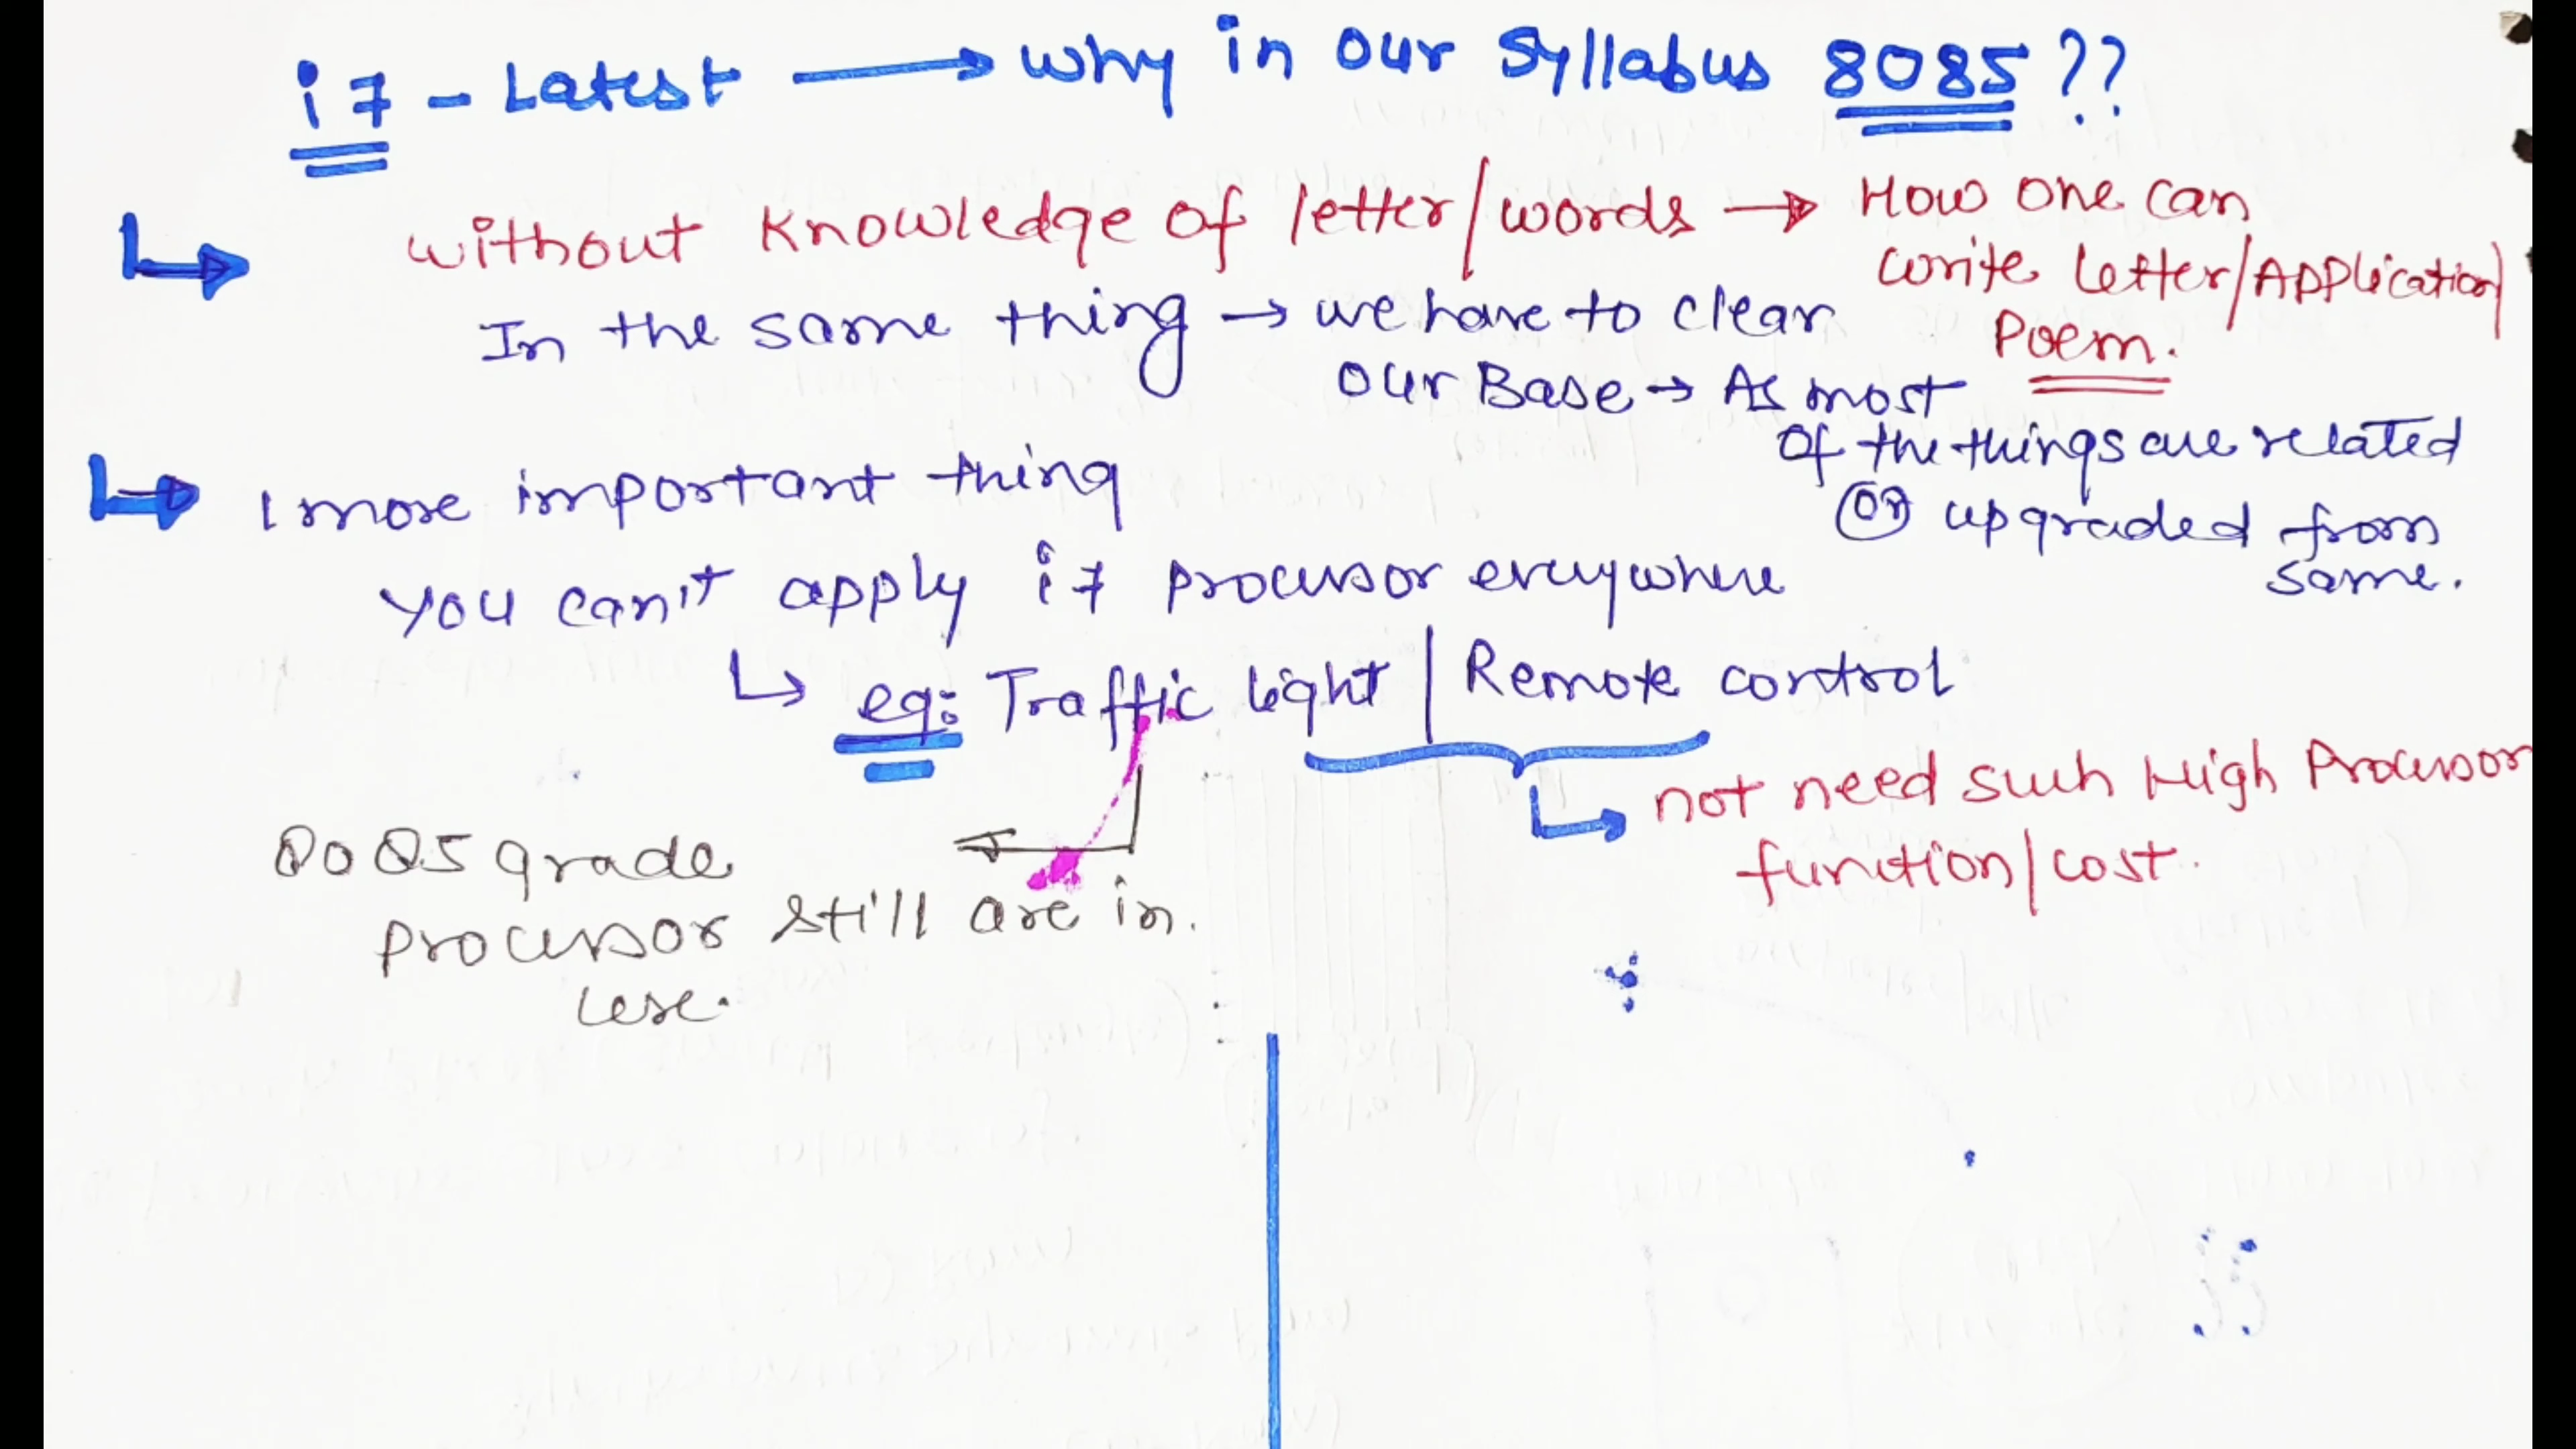 i7 - Latest → why in our Syllabus 8085 ??
without knowledge of letter/words → How one can
write letter/Application/
Poem.
In the same thing → we have to clear
our Base → As most
of the things are related
or upgraded from
same.
1 more important thing
You can't apply i7 processor everywhere
eg: Traffic light | Remote control
not need such High Processor
function/cost.
8085 grade
processor still are in.
use.